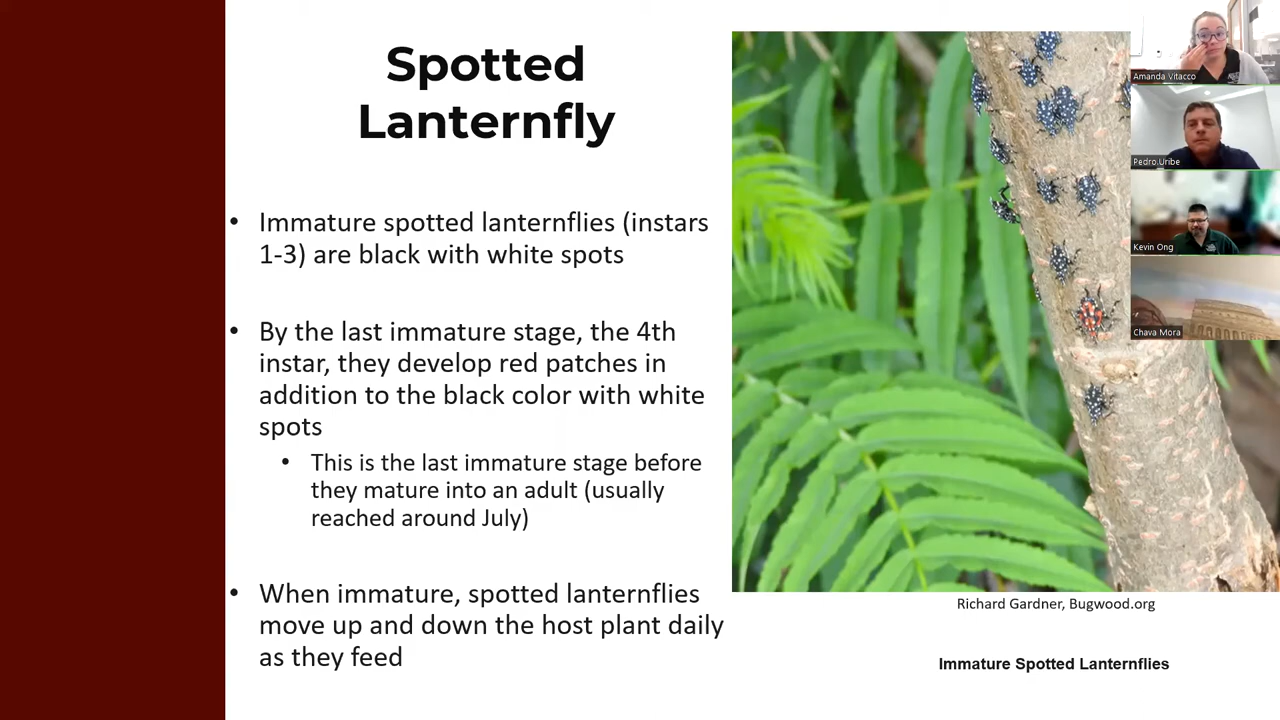 Spotted
Lanternfly
• Immature spotted lanternflies (instars
1-3) are black with white spots
• By the last immature stage, the 4th
instar, they develop red patches in
addition to the black color with white
spots
• This is the last immature stage before
they mature into an adult (usually
reached around July)
• When immature, spotted lanternflies
move up and down the host plant daily
as they feed
Amanda Vitacco
Pedro Uribe
Kevin Ong
Chava Mora
Richard Gardner, Bugwood.org
Immature Spotted Lanternflies